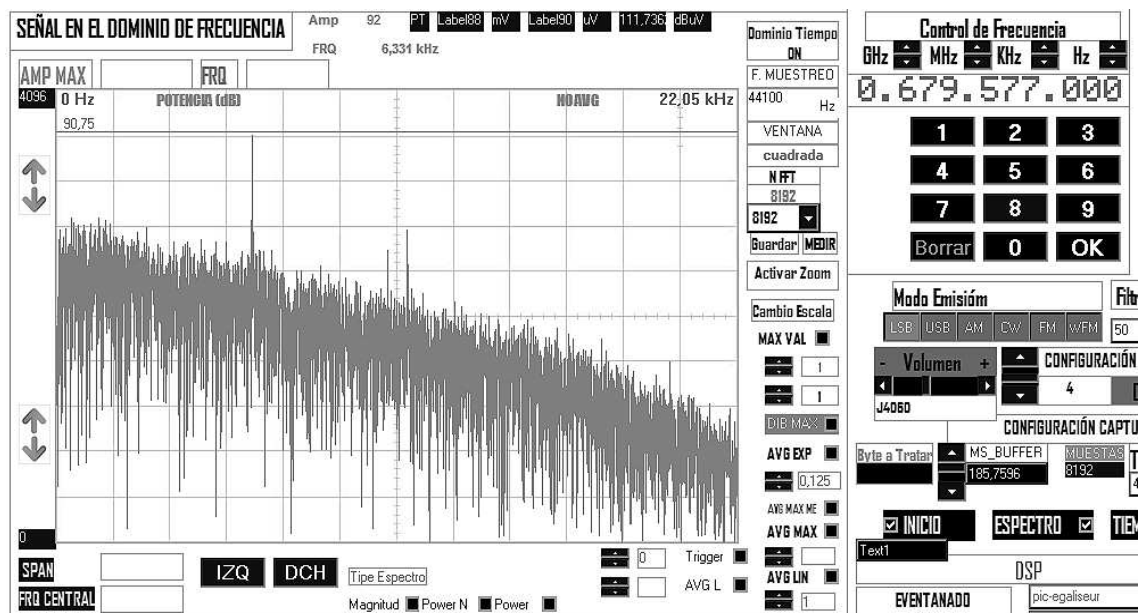 SEÑAL EN EL DOMINIO DE FRECUENCIA
Amp 92 PT Label88 mV Label90 uV 111,7362 dBuV
FRQ 6,331 kHz
AMP MAX FRQ
4096 0 Hz POTENCIA (dB) NO AVG 22,05 kHz
90,75
0
SPAN
FRQ CENTRAL
IZQ DCH
Tipe Espectro
Magnitud Power N Power
0 Trigger
AVG L
Dominio Tiempo
ON
F. MUESTREO
44100 Hz
VENTANA
cuadrada
N FFT
8192
8192
Guardar MEDIR
Activar Zoom
Cambio Escala
MAX VAL
1
1
DIB MAX
AVG EXP
0,125
AVG MAX ME
AVG MAX
AVG LIN
1
Control de Frecuencia
GHz MHz KHz Hz
0.679.577.000
1 2 3
4 5 6
7 8 9
Borrar 0 OK
Modo Emisióm
LSB USB AM CW FM WFM 50
- Volumen + CONFIGURACIÓN
4
J4060
CONFIGURACIÓN CAPTU
Byte a Tratar MS_BUFFER MUESTAS
185,7596 8192
INICIO ESPECTRO TIEM
Text1
DSP
EVENTANADO pic-egaliseur